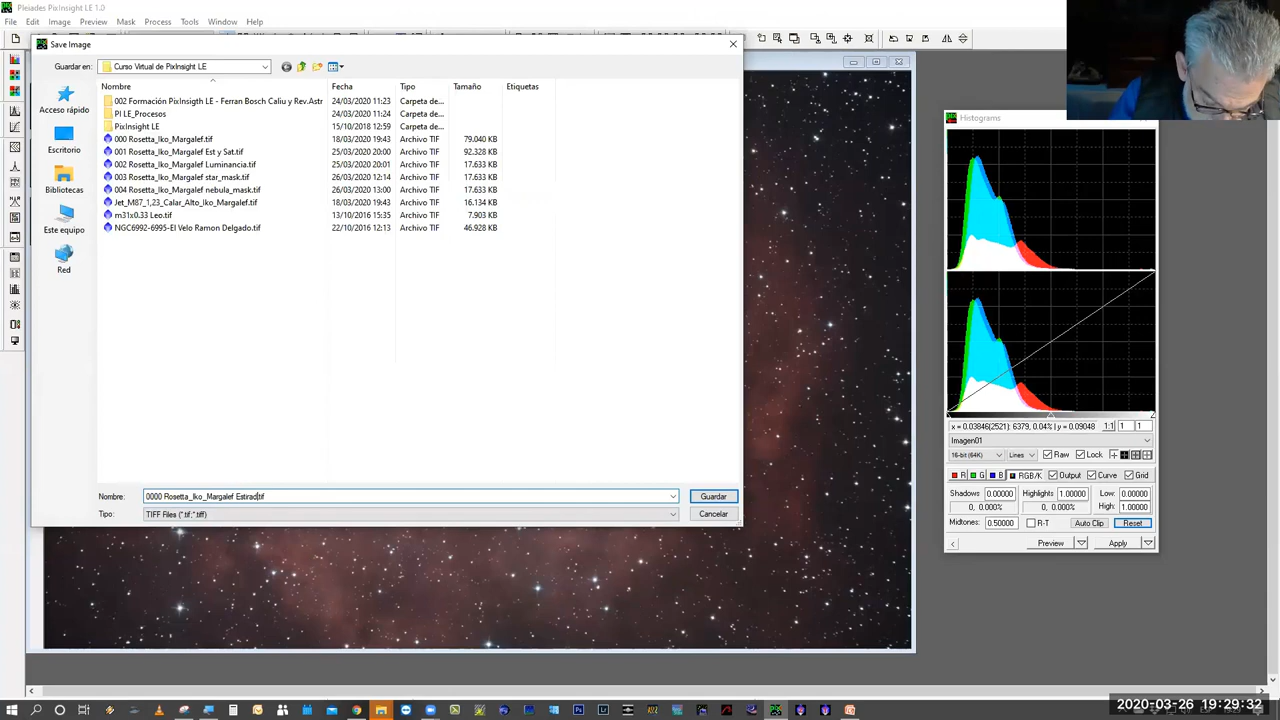 Pleiades PixInsight LE 1.0
File Edit Image Preview Mask Process Tools Window Help
Save Image
Guardar en: Curso Virtual de PixInsight LE
Nombre Fecha Tipo Tamaño Etiquetas
002 Formación PixInsigth LE - Ferran Bosch Caliu y Rev.Astr 24/03/2020 11:23 Carpeta de...
PI LE_Procesos 24/03/2020 11:24 Carpeta de...
PixInsight LE 15/10/2018 12:59 Carpeta de...
000 Rosetta_Iko_Margalef.tif 18/03/2020 19:43 Archivo TIF 79.040 KB
001 Rosetta_Iko_Margalef Est y Sat.tif 25/03/2020 20:00 Archivo TIF 92.328 KB
002 Rosetta_Iko_Margalef Luminancia.tif 25/03/2020 20:01 Archivo TIF 17.633 KB
003 Rosetta_Iko_Margalef star_mask.tif 26/03/2020 12:14 Archivo TIF 17.633 KB
004 Rosetta_Iko_Margalef nebula_mask.tif 26/03/2020 13:00 Archivo TIF 17.633 KB
Jet_M87_1,23_Calar_Alto_Iko_Margalef.tif 18/03/2020 19:43 Archivo TIF 16.134 KB
m31x0.33 Leo.tif 13/10/2016 15:35 Archivo TIF 7.903 KB
NGC6992-6995-El Velo Ramon Delgado.tif 22/10/2016 12:13 Archivo TIF 46.928 KB
Acceso rápido
Escritorio
Bibliotecas
Este equipo
Red
Nombre: 0000 Rosetta_Iko_Margalef Estirad
Guardar
Tipo: TIFF Files (*.tif;*.tiff)
Cancelar
Histograms
x = 0.03846(2521): 6379, 0.04% | y = 0.09048 1:1 1 1
Imagen01
16-bit (64K) Lines Raw Lock
R G B RGB/K Output Curve Grid
Shadows 0.00000 Highlights 1.00000 Low: 0.00000
0, 0.000% 0, 0.000% High: 1.00000
Midtones: 0.50000 R-T Auto Clip Reset
< Preview Apply
2020-03-26 19:29:32